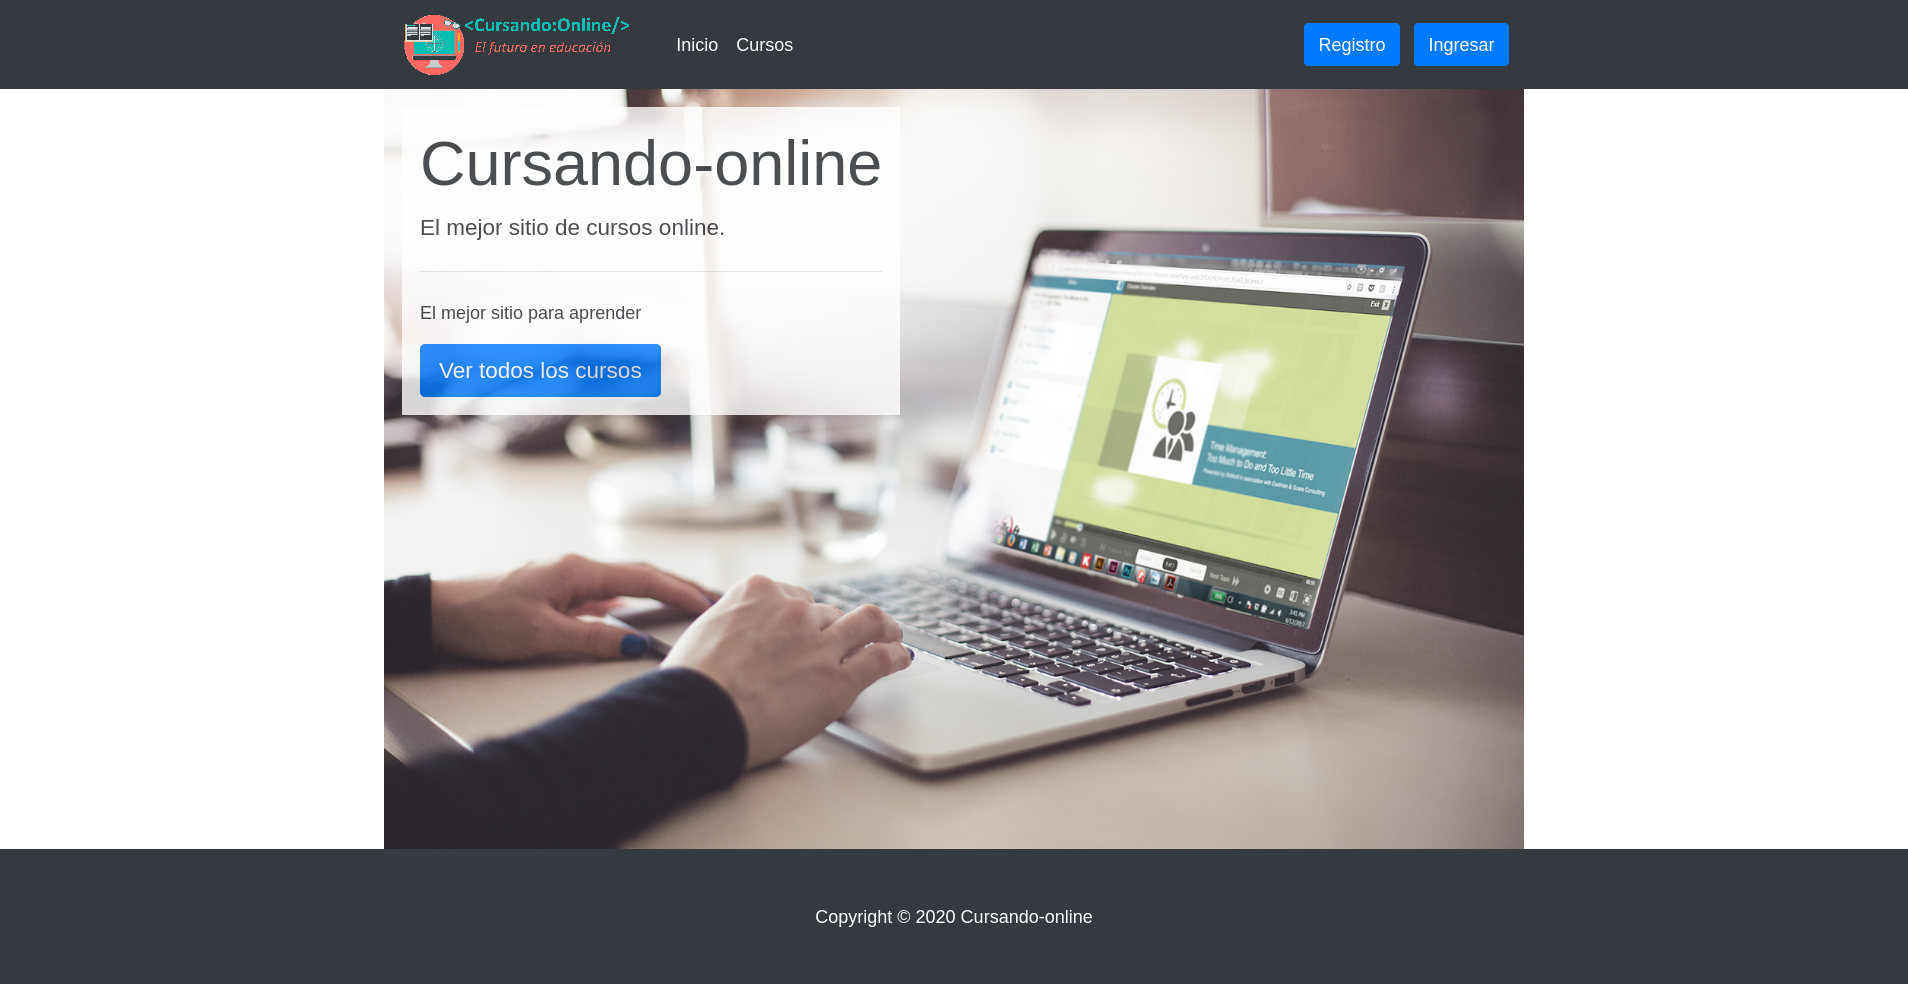 <Cursando:Online/>
El futuro en educación
Inicio
Cursos
Registro
Ingresar
Cursando-online
El mejor sitio de cursos online.
El mejor sitio para aprender
Ver todos los cursos
Exit
Time Management:
Too Much to Do and Too Little Time
Copyright © 2020 Cursando-online